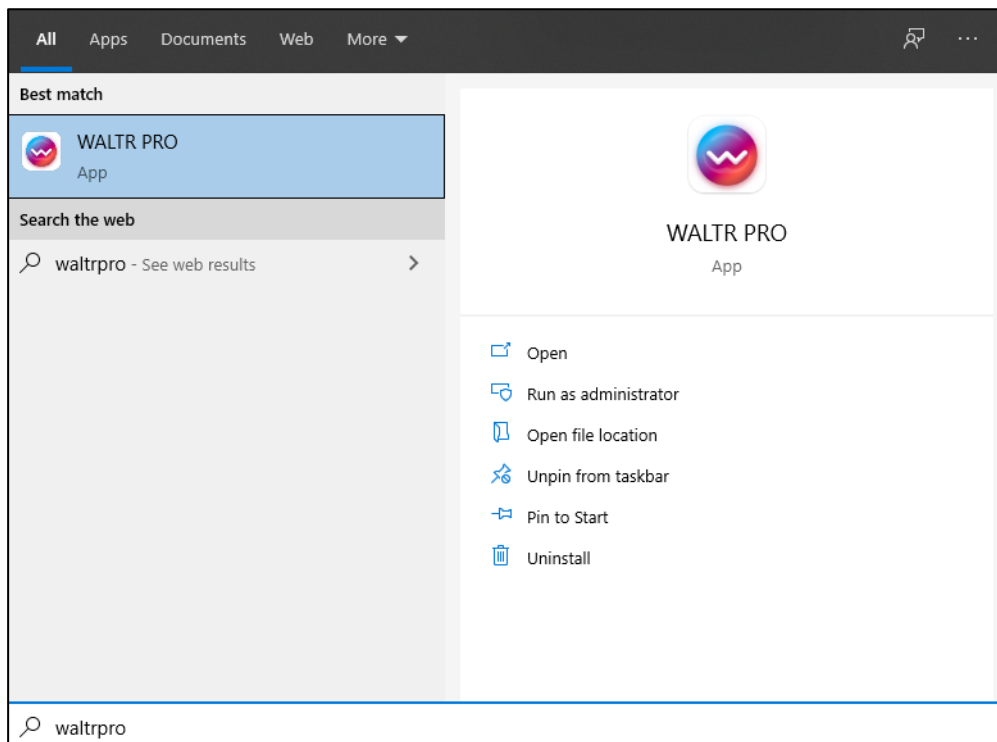 All Apps Documents Web More
Best match
WALTR PRO
App
Search the web
waltrpro - See web results
WALTR PRO
App
Open
Run as administrator
Open file location
Unpin from taskbar
Pin to Start
Uninstall
waltrpro